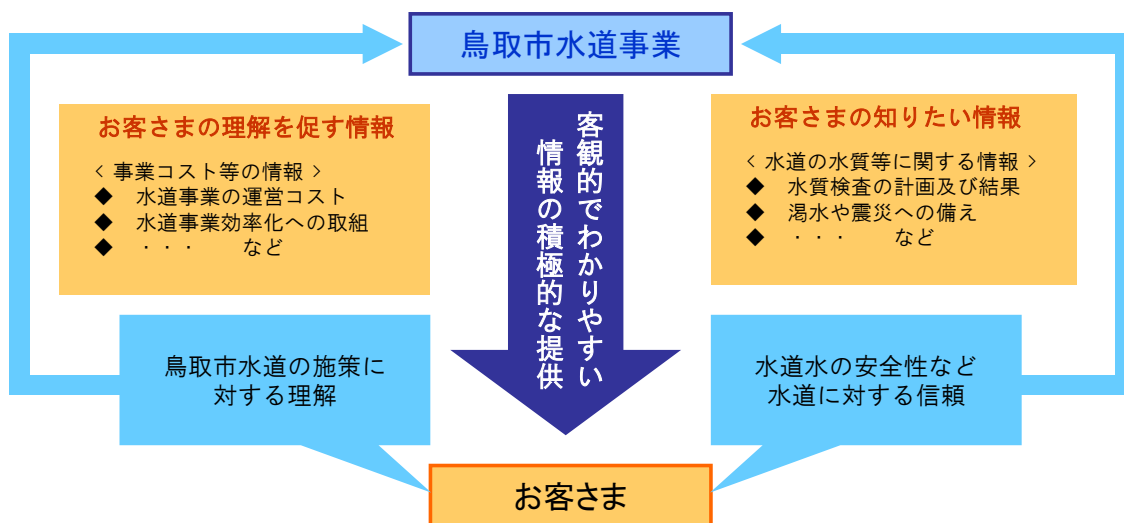 鳥取市水道事業
お客さまの理解を促す情報
< 事業コスト等の情報 >
◆ 水道事業の運営コスト
◆ 水道事業効率化への取組
◆ ・・・ など
客観的でわかりやすい
情報の積極的な提供
お客さまの知りたい情報
< 水道の水質等に関する情報 >
◆ 水質検査の計画及び結果
◆ 渇水や震災への備え
◆ ・・・ など
鳥取市水道の施策に
対する理解
水道水の安全性など
水道に対する信頼
お客さま